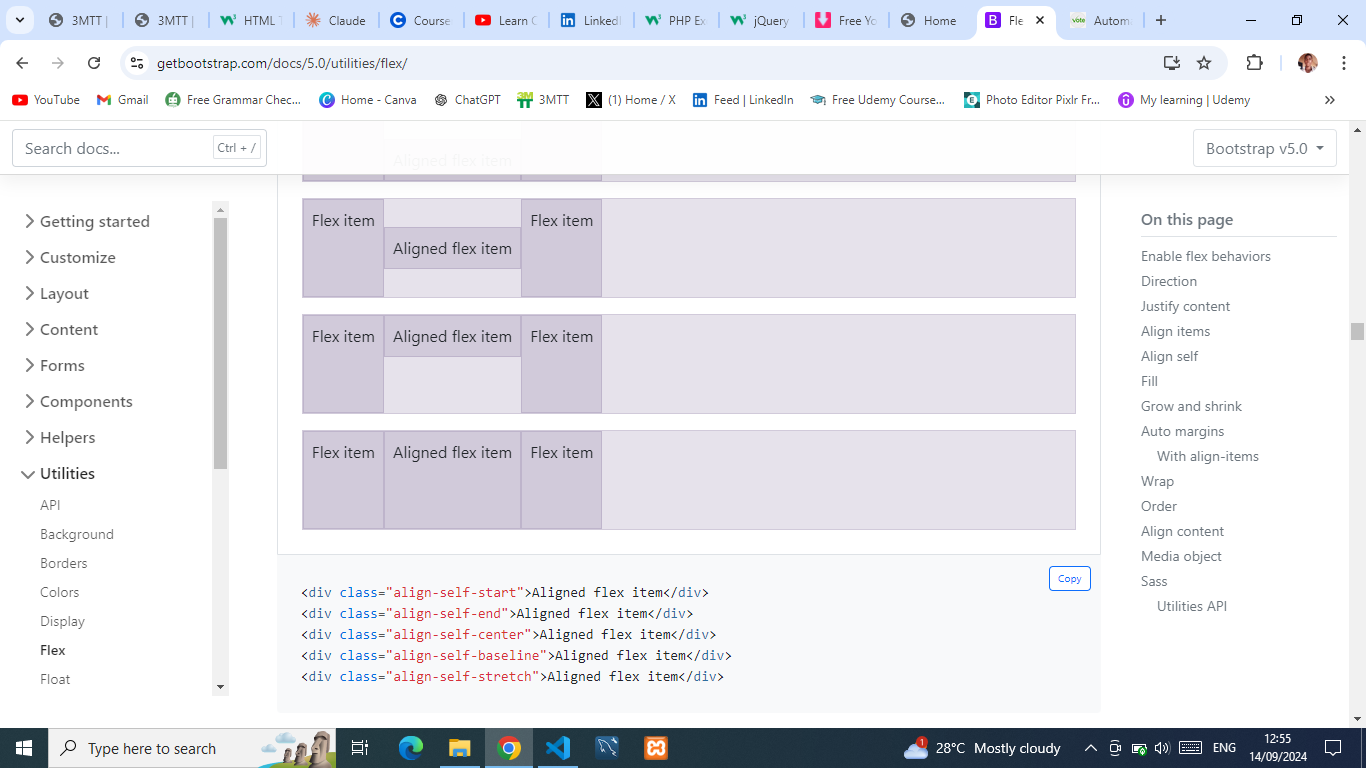 3MTT |
3MTT |
HTML T
Claude
Course
Learn C
LinkedI
PHP Ex
jQuery
Free Yo
Home
Fle
Autom
getbootstrap.com/docs/5.0/utilities/flex/
YouTube
Gmail
Free Grammar Chec...
Home - Canva
ChatGPT
3MTT
(1) Home / X
Feed | LinkedIn
Free Udemy Course...
Photo Editor Pixlr Fr...
My learning | Udemy
Search docs...
Ctrl + /
Bootstrap v5.0
Getting started
Customize
Layout
Content
Forms
Components
Helpers
Utilities
API
Background
Borders
Colors
Display
Flex
Float
Aligned flex item
Flex item
Aligned flex item
Flex item
Flex item
Aligned flex item
Flex item
Flex item
Aligned flex item
Flex item
Copy
<div class="align-self-start">Aligned flex item</div>
<div class="align-self-end">Aligned flex item</div>
<div class="align-self-center">Aligned flex item</div>
<div class="align-self-baseline">Aligned flex item</div>
<div class="align-self-stretch">Aligned flex item</div>
On this page
Enable flex behaviors
Direction
Justify content
Align items
Align self
Fill
Grow and shrink
Auto margins
With align-items
Wrap
Order
Align content
Media object
Sass
Utilities API
Type here to search
1
28°C Mostly cloudy
ENG
12:55
14/09/2024